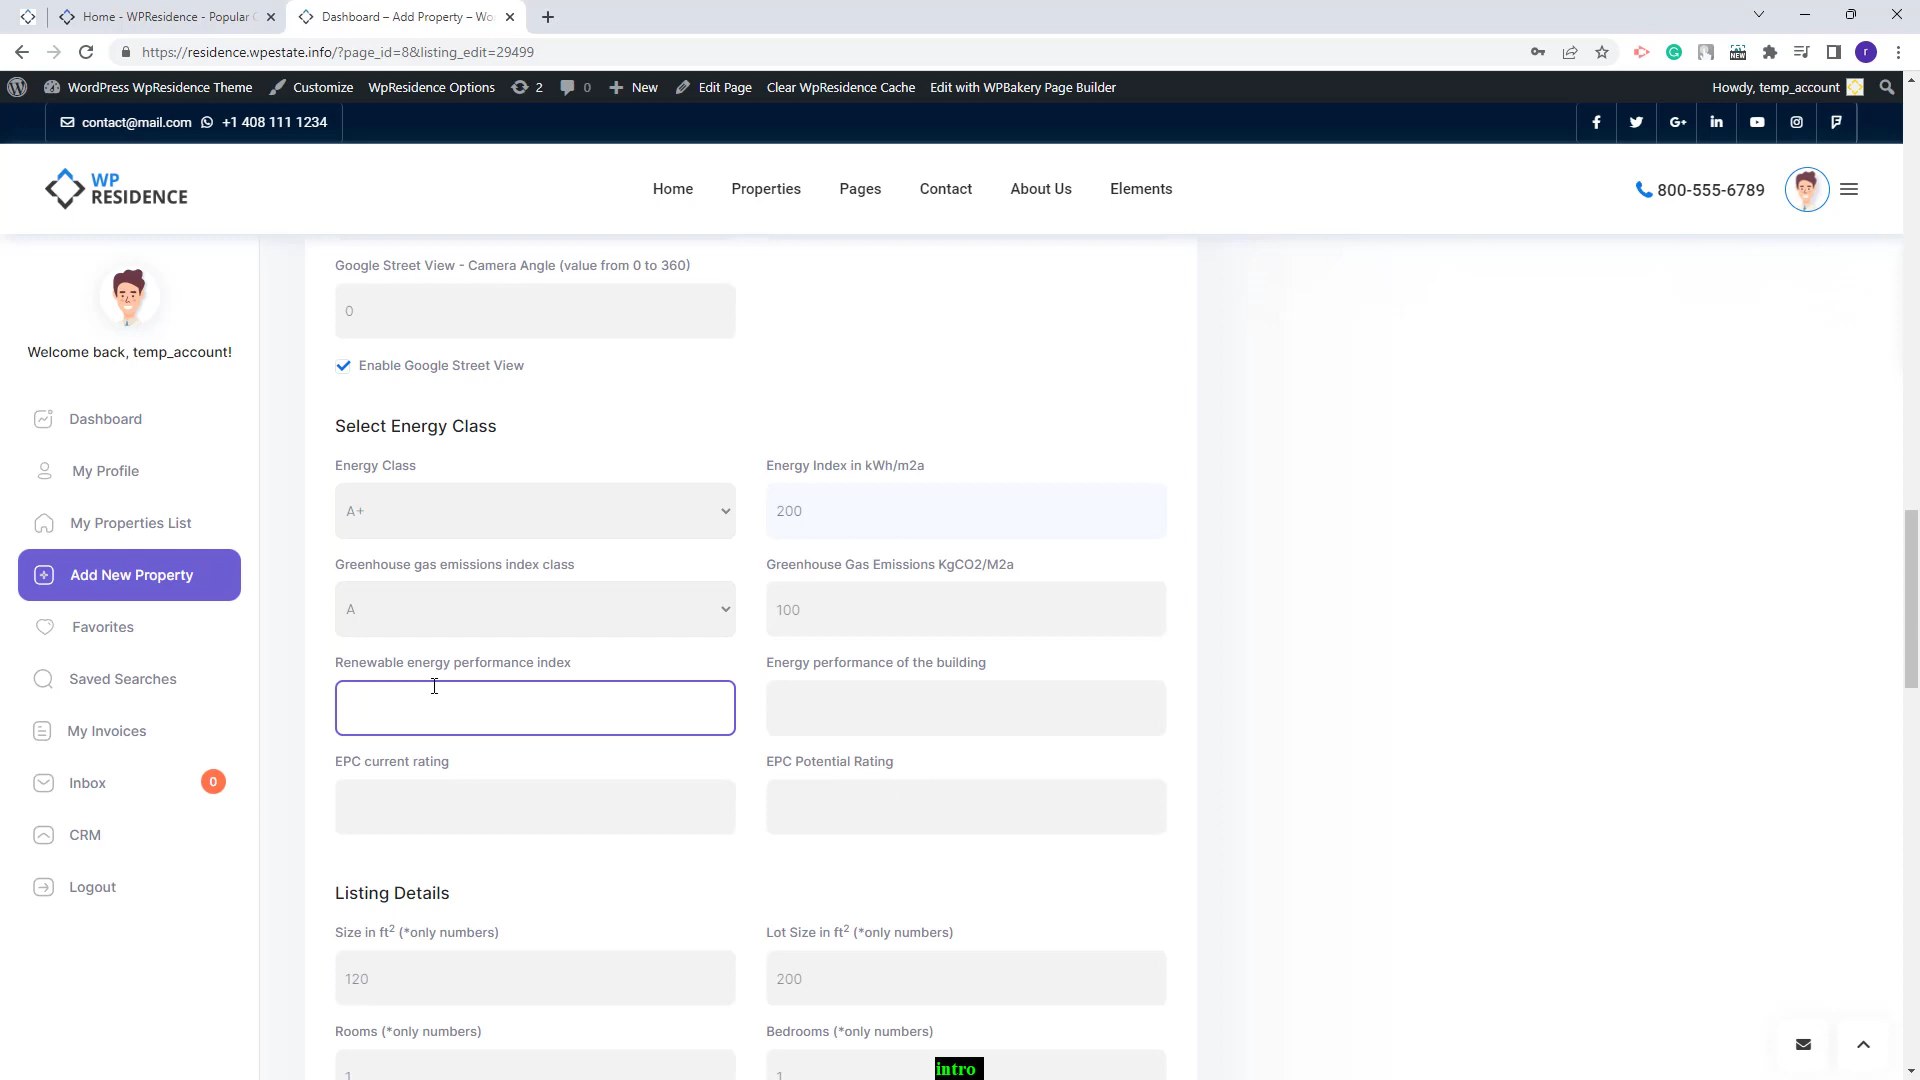 Home - WPResidence - Popular
Dashboard – Add Property – Wo
https://residence.wpestate.info/?page_id=8&listing_edit=29499
WordPress WpResidence Theme Customize WpResidence Options 2 0 New Edit Page Clear WpResidence Cache Edit with WPBakery Page Builder Howdy, temp_account
contact@mail.com +1 408 111 1234
WP
RESIDENCE
Home Properties Pages Contact About Us Elements
800-555-6789
Welcome back, temp_account!
Dashboard
My Profile
My Properties List
Add New Property
Favorites
Saved Searches
My Invoices
Inbox 0
CRM
Logout
Google Street View - Camera Angle (value from 0 to 360)
0
Enable Google Street View
Select Energy Class
Energy Class Energy Index in kWh/m2a
A+ 200
Greenhouse gas emissions index class Greenhouse Gas Emissions KgCO2/M2a
A 100
Renewable energy performance index Energy performance of the building
EPC current rating EPC Potential Rating
Listing Details
Size in ft2 (*only numbers) Lot Size in ft2 (*only numbers)
120 200
Rooms (*only numbers) Bedrooms (*only numbers)
1 1
intro